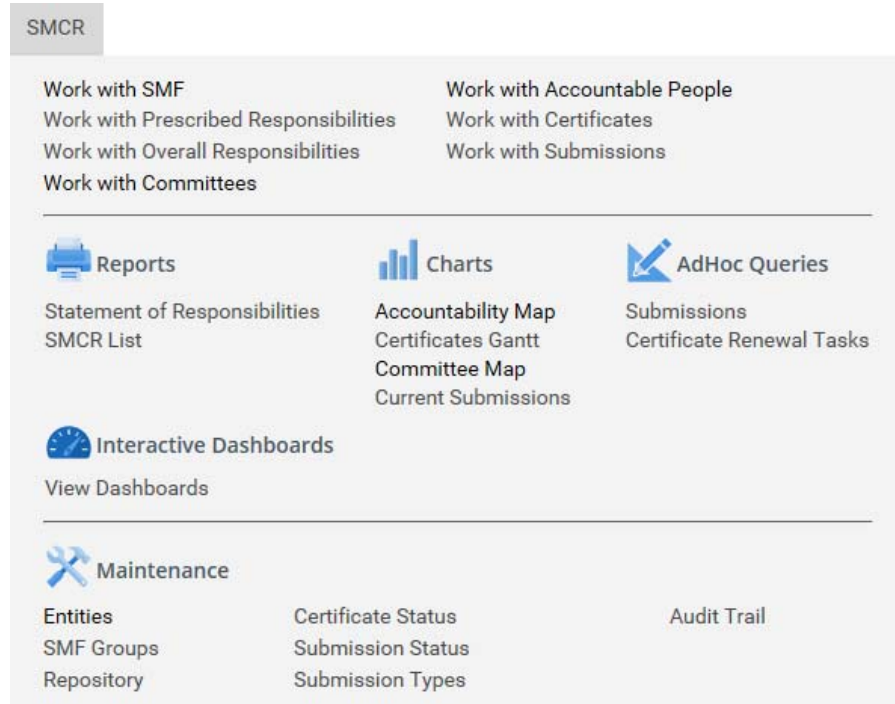 SMCR
Work with SMF
Work with Accountable People
Work with Prescribed Responsibilities
Work with Certificates
Work with Overall Responsibilities
Work with Submissions
Work with Committees
Reports
Charts
AdHoc Queries
Statement of Responsibilities
Accountability Map
Submissions
SMCR List
Certificates Gantt
Certificate Renewal Tasks
Committee Map
Current Submissions
Interactive Dashboards
View Dashboards
Maintenance
Entities
Certificate Status
Audit Trail
SMF Groups
Submission Status
Repository
Submission Types